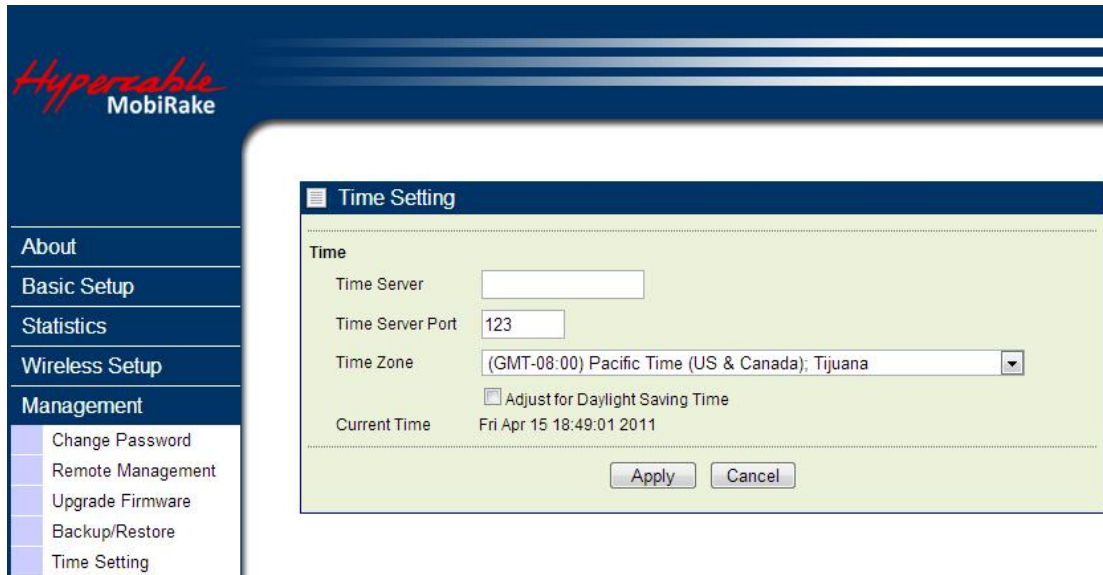 Hypercable
MobiRake
About
Basic Setup
Statistics
Wireless Setup
Management
Change Password
Remote Management
Upgrade Firmware
Backup/Restore
Time Setting
Time Setting
Time
Time Server
Time Server Port 123
Time Zone (GMT-08:00) Pacific Time (US & Canada); Tijuana
Adjust for Daylight Saving Time
Current Time Fri Apr 15 18:49:01 2011
Apply Cancel